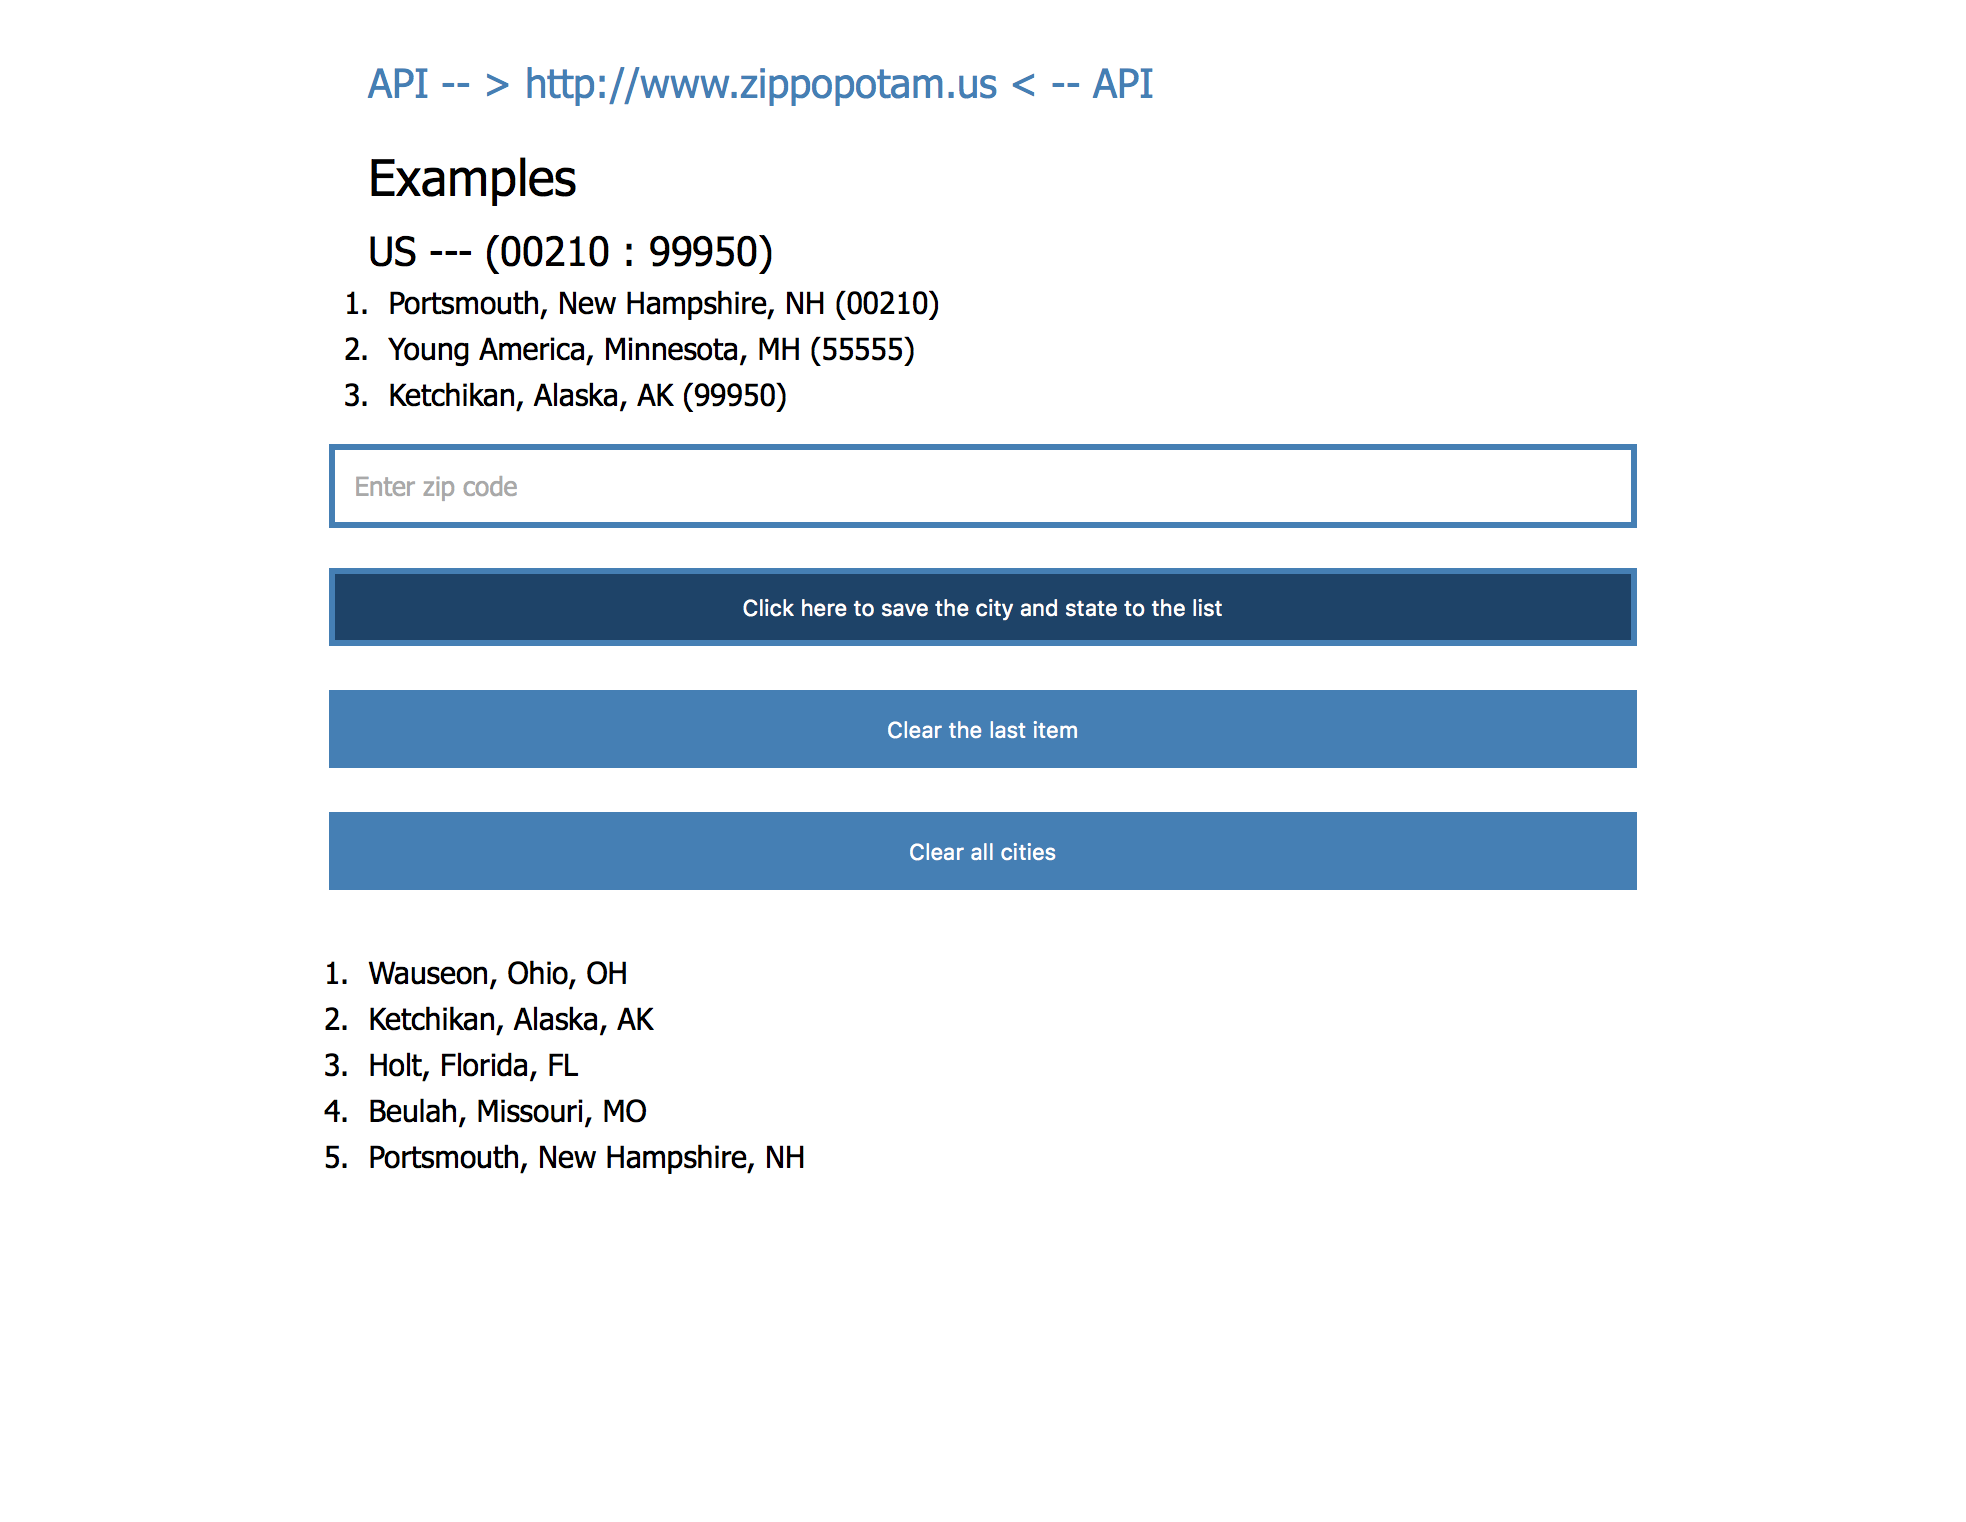 API -- > http://www.zippopotam.us < -- API
Examples
US --- (00210 : 99950)
1. Portsmouth, New Hampshire, NH (00210)
2. Young America, Minnesota, MH (55555)
3. Ketchikan, Alaska, AK (99950)
Enter zip code
Click here to save the city and state to the list
Clear the last item
Clear all cities
1. Wauseon, Ohio, OH
2. Ketchikan, Alaska, AK
3. Holt, Florida, FL
4. Beulah, Missouri, MO
5. Portsmouth, New Hampshire, NH